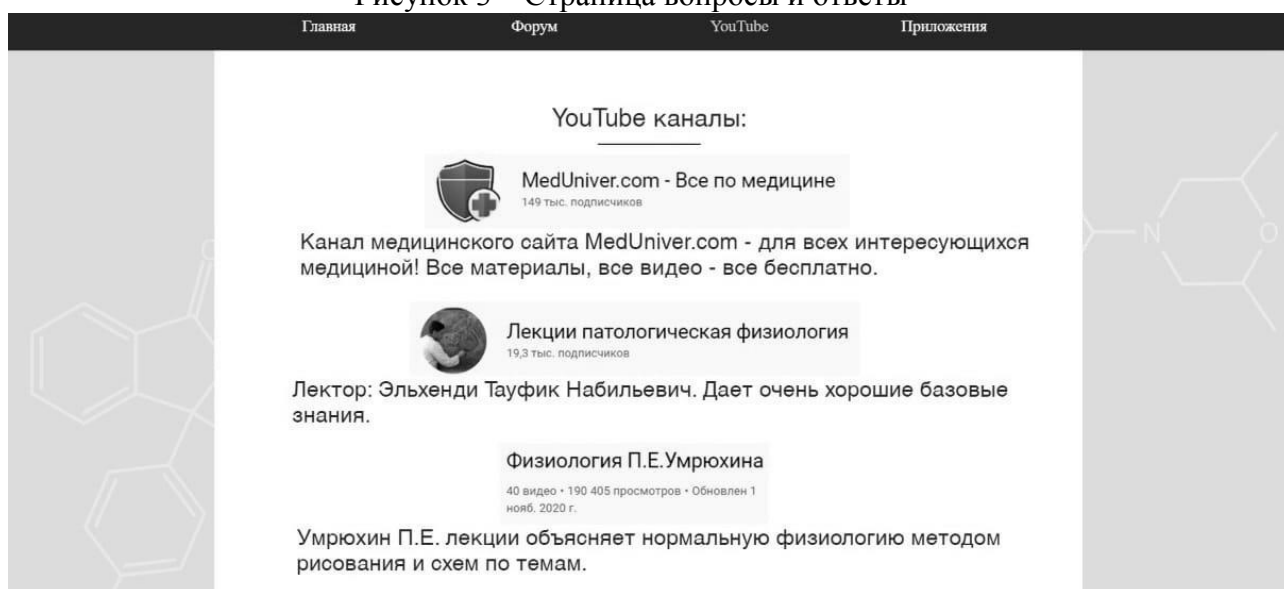 Рисунок 3 – Страница вопросы и ответы
Главная Форум YouTube Приложения
YouTube каналы:
MedUniver.com - Все по медицине
149 тыс. подписчиков
Канал медицинского сайта MedUniver.com - для всех интересующихся
медициной! Все материалы, все видео - все бесплатно.
Лекции патологическая физиология
19,3 тыс. подписчиков
Лектор: Эльхенди Тауфик Набильевич. Дает очень хорошие базовые
знания.
Физиология П.Е.Умрюхина
40 видео • 190 405 просмотров • Обновлен 1
нояб. 2020 г.
Умрюхин П.Е. лекции объясняет нормальную физиологию методом
рисования и схем по темам.
N
O
O